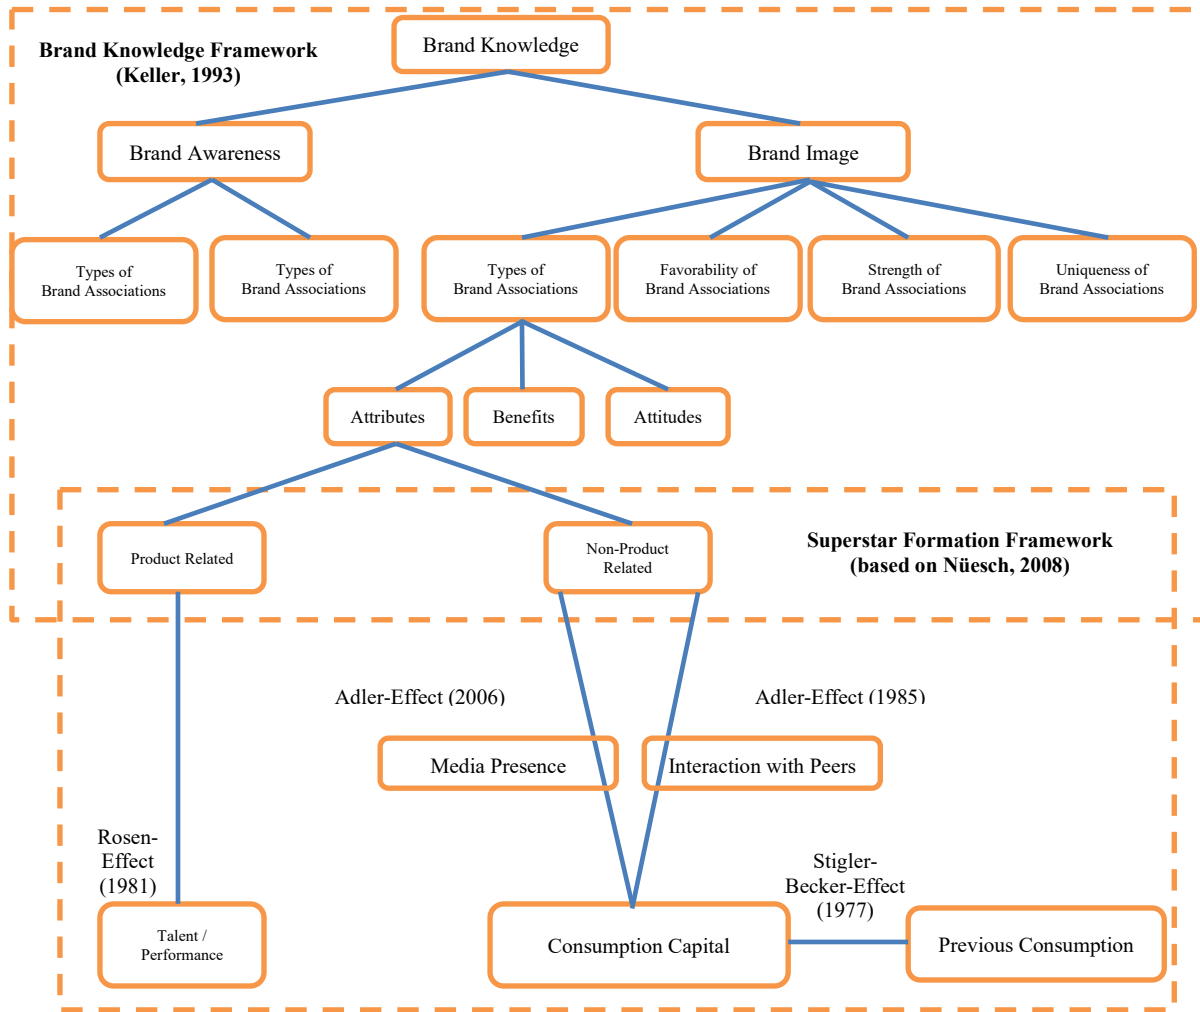 Brand Knowledge
Brand Knowledge Framework
(Keller, 1993)
Brand Awareness
Brand Image
Types of
Brand Associations
Types of
Brand Associations
Types of
Brand Associations
Favorability of
Brand Associations
Strength of
Brand Associations
Uniqueness of
Brand Associations
Attributes
Benefits
Attitudes
Product Related
Non-Product
Related
Superstar Formation Framework
(based on Nüesch, 2008)
Adler-Effect (2006)
Adler-Effect (1985)
Media Presence
Interaction with Peers
Rosen-
Effect
(1981)
Stigler-
Becker-Effect
(1977)
Talent /
Performance
Consumption Capital
Previous Consumption